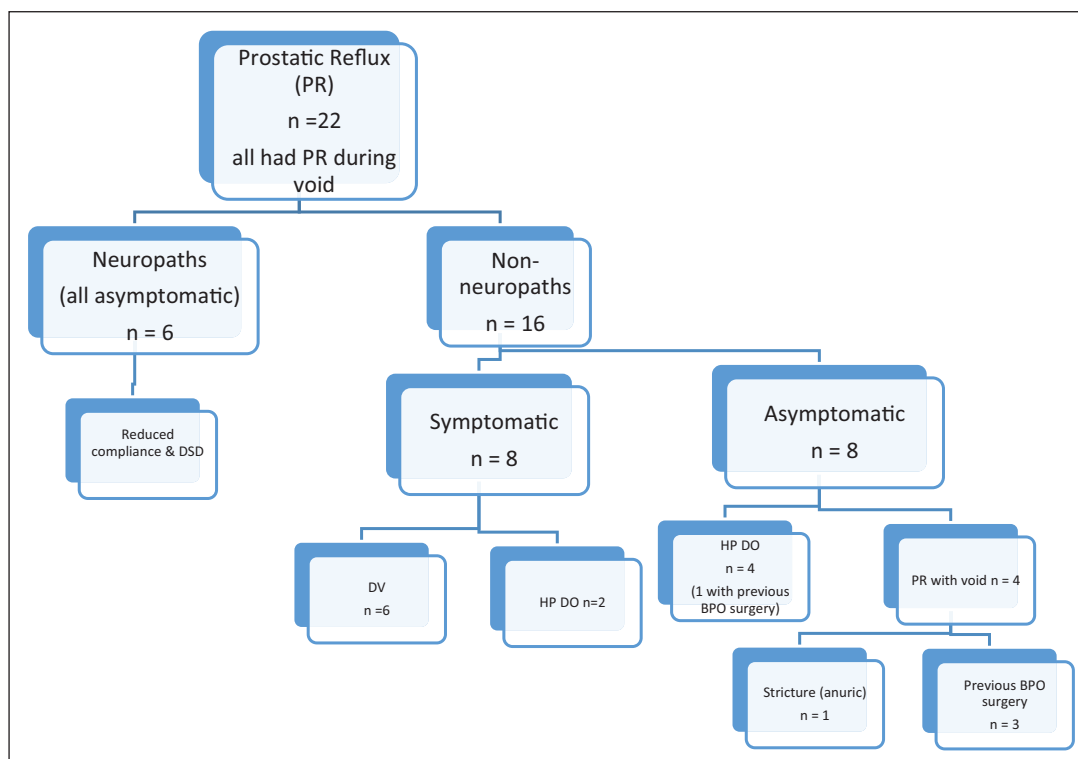 Prostatic Reflux
(PR)
n =22
all had PR during
void
Neuropaths
(all asymptomatic)
n = 6
Non-
neuropaths
n = 16
Reduced
compliance & DSD
Symptomatic
n = 8
Asymptomatic
n = 8
DV
n =6
HP DO n=2
HP DO
n = 4
(1 with previous
BPO surgery)
PR with void n = 4
Stricture (anuric)
n = 1
Previous BPO
surgery
n = 3